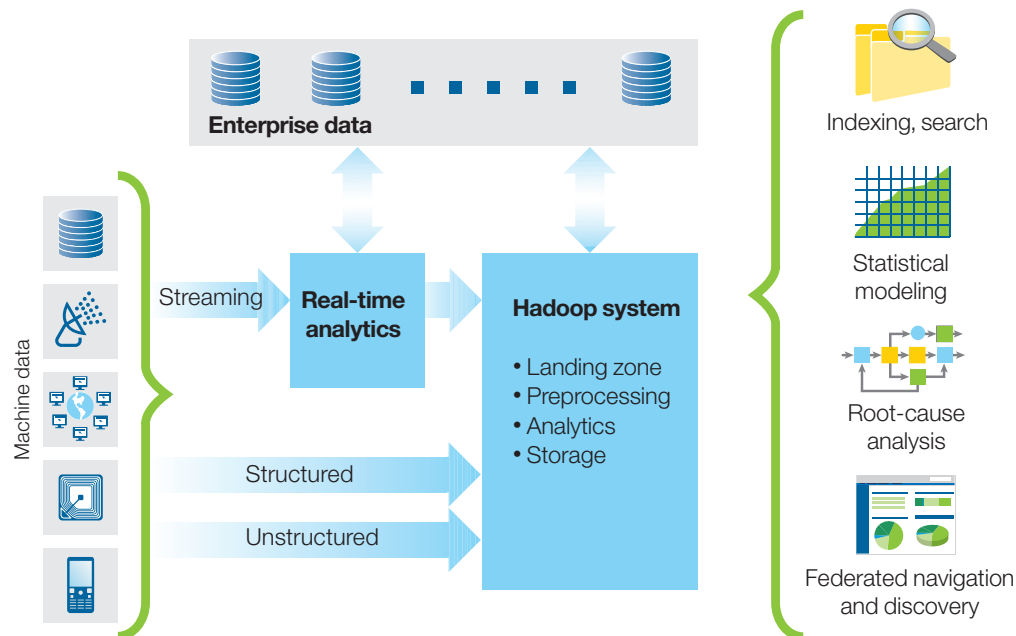 Enterprise data
Machine data
Streaming
Real-time
analytics
Hadoop system
• Landing zone
• Preprocessing
• Analytics
• Storage
Structured
Unstructured
Indexing, search
Statistical
modeling
Root-cause
analysis
Federated navigation
and discovery